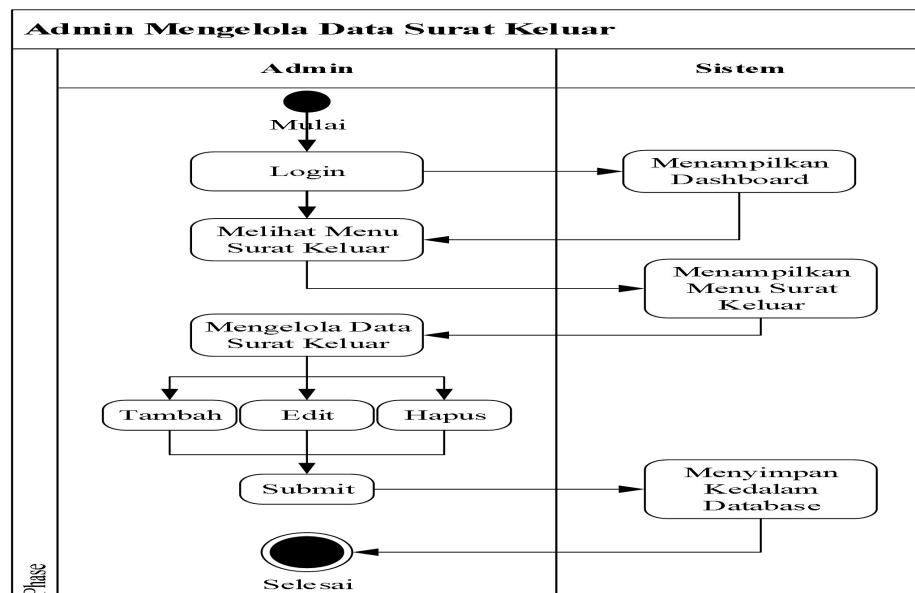 Admin Mengelola Data Surat Keluar
Admin
Sistem
Mulai
Login
Menampilkan
Dashboard
Melihat Menu
Surat Keluar
Menampilkan
Menu Surat
Keluar
Mengelola Data
Surat Keluar
Tambah
Edit
Hapus
Submit
Menyimpan
Kedalam
Database
Selesai
Phase